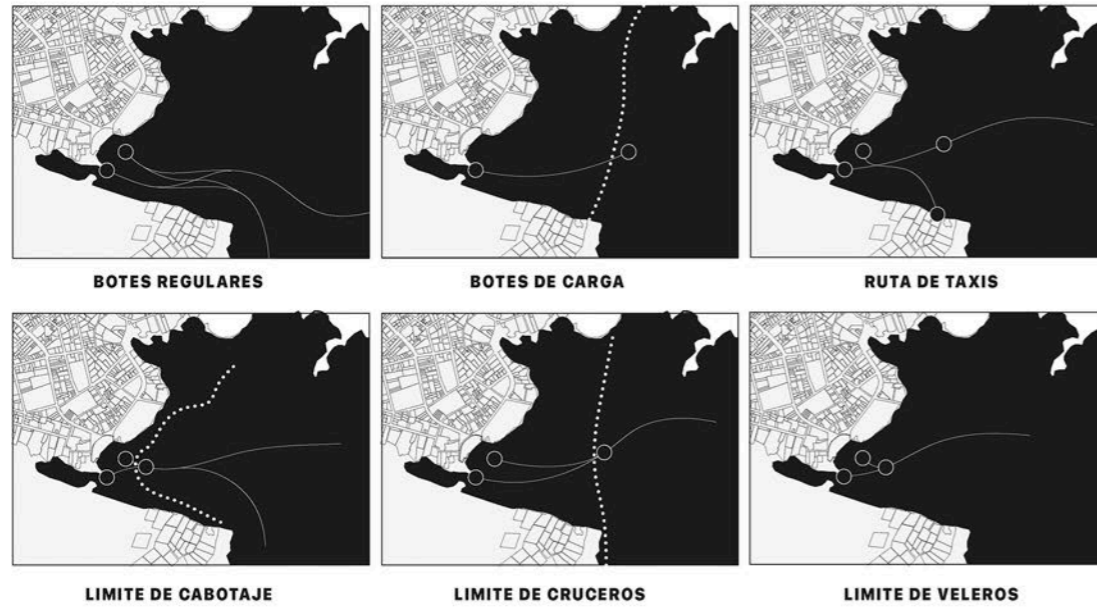 BOTES REGULARES
BOTES DE CARGA
RUTA DE TAXIS
LIMITE DE CABOTAJE
LIMITE DE CRUCEROS
LIMITE DE VELEROS